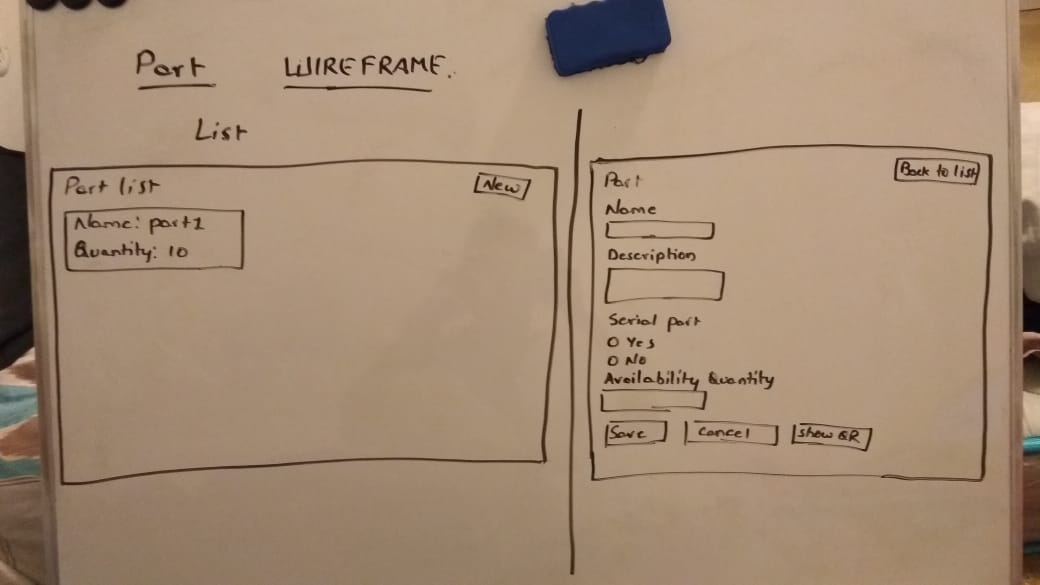 Part WIREFRAME.
List
Part list
New
Name: part1
Quantity: 10
Back to list
Part
Name
Description
Serial part
O Yes
O No
Availability Quantity
Save
Cancel
Show QR